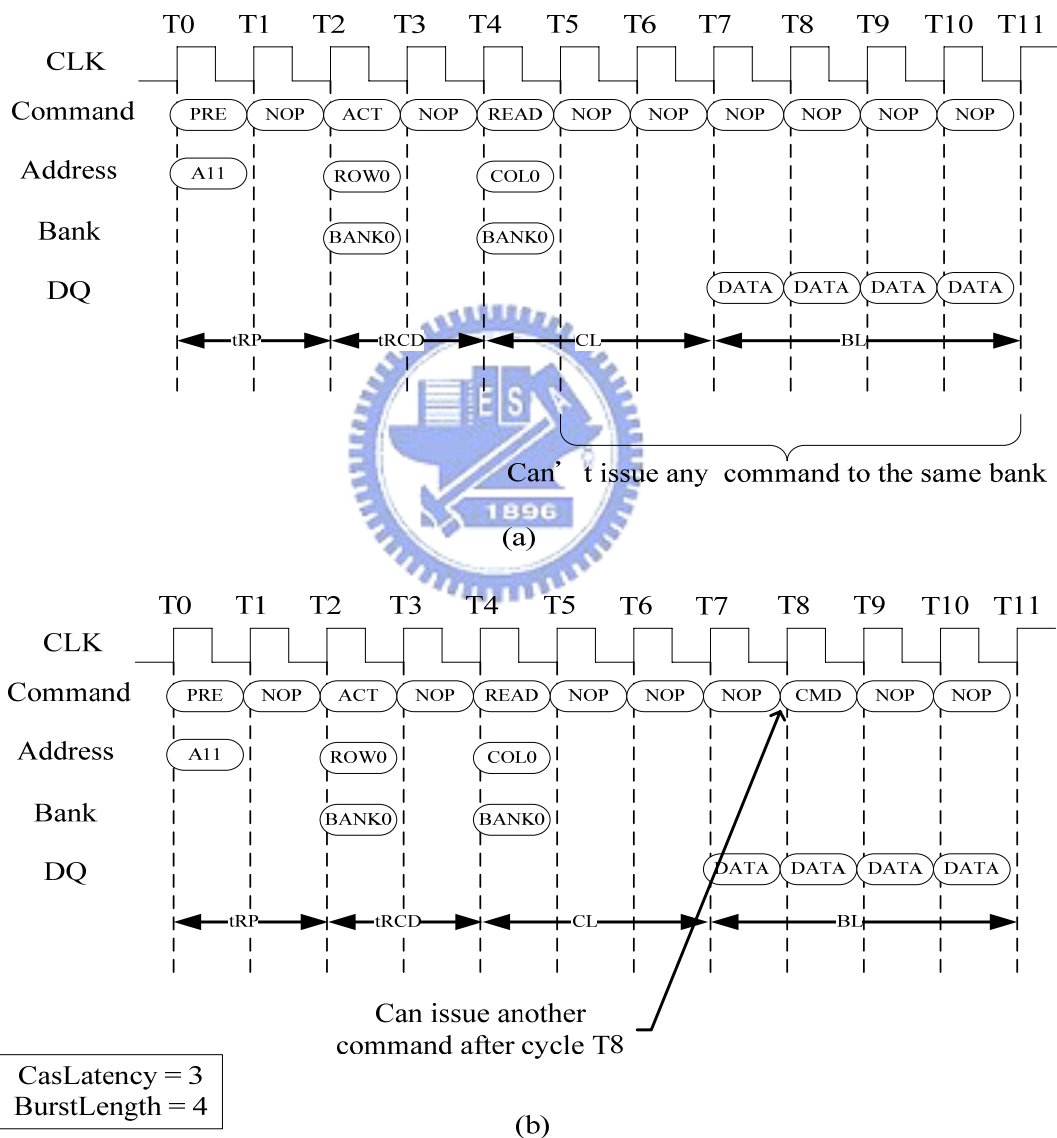 T0 T1 T2 T3 T4 T5 T6 T7 T8 T9 T10 T11
CLK
Command PRE NOP ACT NOP READ NOP NOP NOP NOP NOP NOP
Address A11 ROW0 COL0
Bank BANK0 BANK0
DQ DATA DATA DATA DATA
tRP tRCD CL BL
E S A
Can't issue any command to the same bank
1896
(a)
T0 T1 T2 T3 T4 T5 T6 T7 T8 T9 T10 T11
CLK
Command PRE NOP ACT NOP READ NOP NOP NOP CMD NOP NOP
Address A11 ROW0 COL0
Bank BANK0 BANK0
DQ DATA DATA DATA DATA
tRP tRCD CL BL
Can issue another
command after cycle T8
CasLatency = 3
BurstLength = 4
(b)